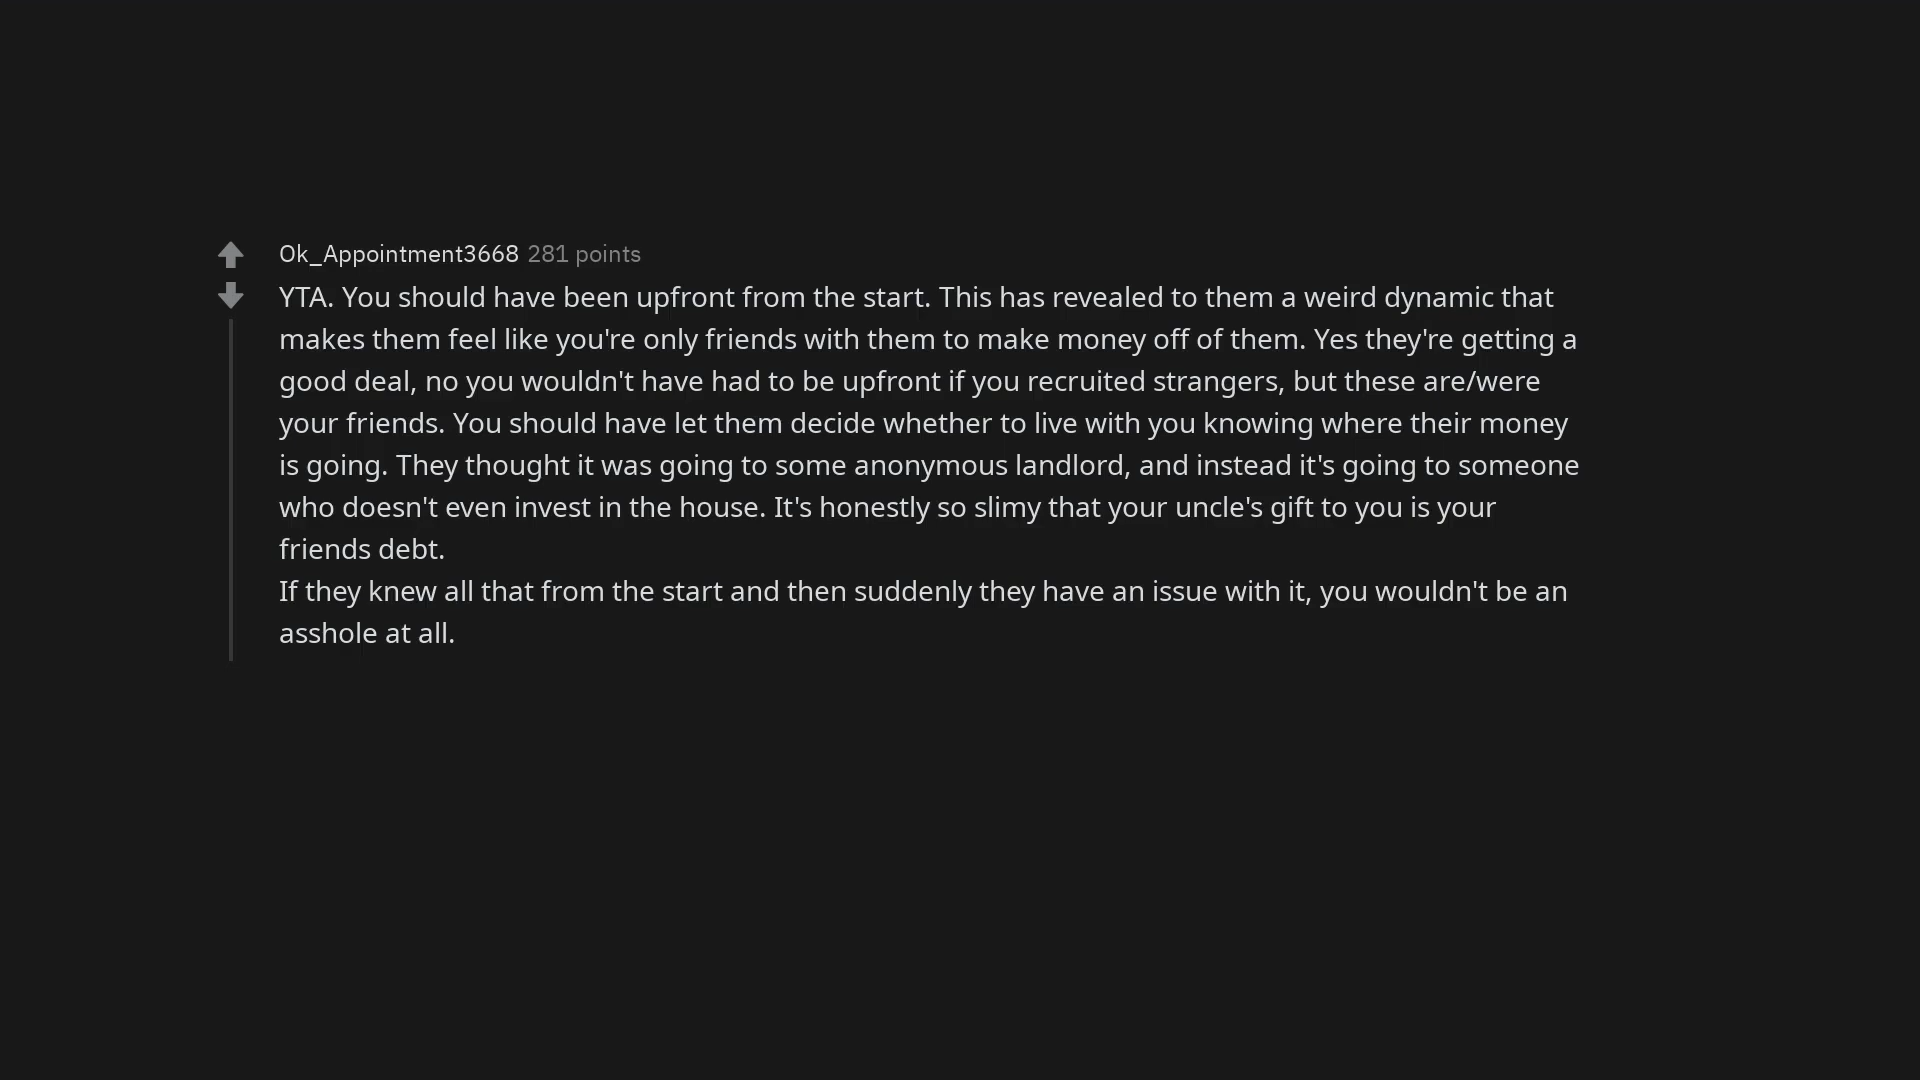 Ok_Appointment3668 281 points
YTA. You should have been upfront from the start. This has revealed to them a weird dynamic that
makes them feel like you're only friends with them to make money off of them. Yes they're getting a
good deal, no you wouldn't have had to be upfront if you recruited strangers, but these are/were
your friends. You should have let them decide whether to live with you knowing where their money
is going. They thought it was going to some anonymous landlord, and instead it's going to someone
who doesn't even invest in the house. It's honestly so slimy that your uncle's gift to you is your
friends debt.
If they knew all that from the start and then suddenly they have an issue with it, you wouldn't be an
asshole at all.